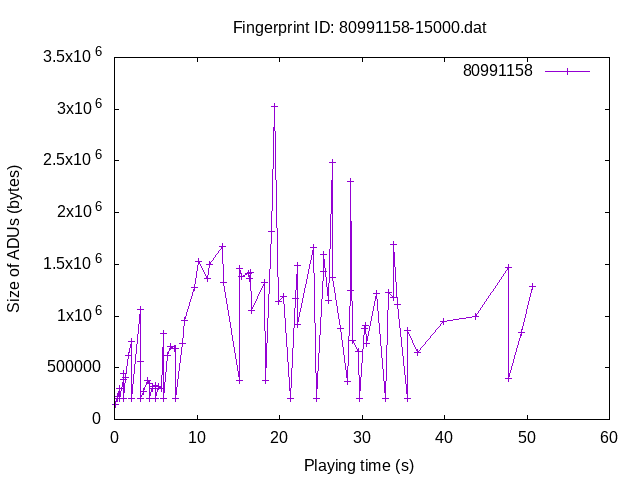 Fingerprint ID: 80991158-15000.dat
80991158
Size of ADUs (bytes)
3.5x10^6
3x10^6
2.5x10^6
2x10^6
1.5x10^6
1x10^6
500000
0
0 10 20 30 40 50 60
Playing time (s)